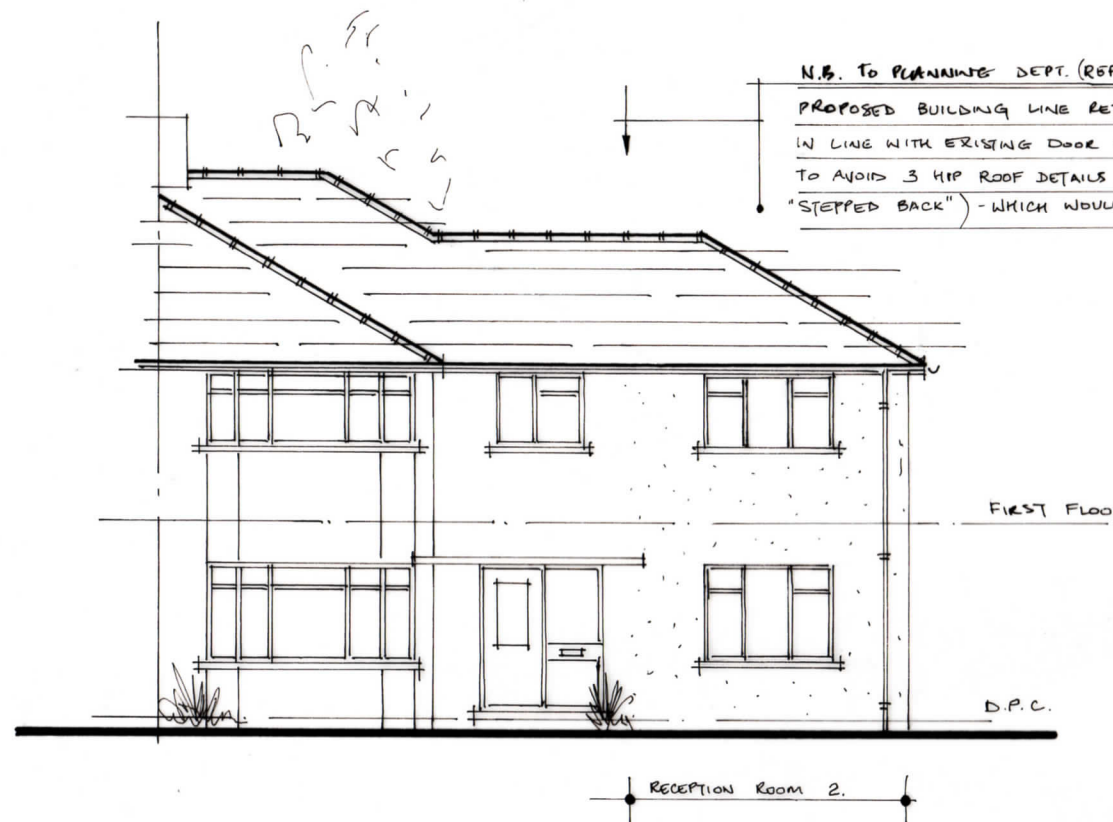 N.B. TO PLANNING DEPT. (REF
PROPOSED BUILDING LINE RE
IN LINE WITH EXISTING DOOR
TO AVOID 3 HIP ROOF DETAILS
"STEPPED BACK") - WHICH WOUL
FIRST FLOO
D.P.C.
RECEPTION ROOM 2.